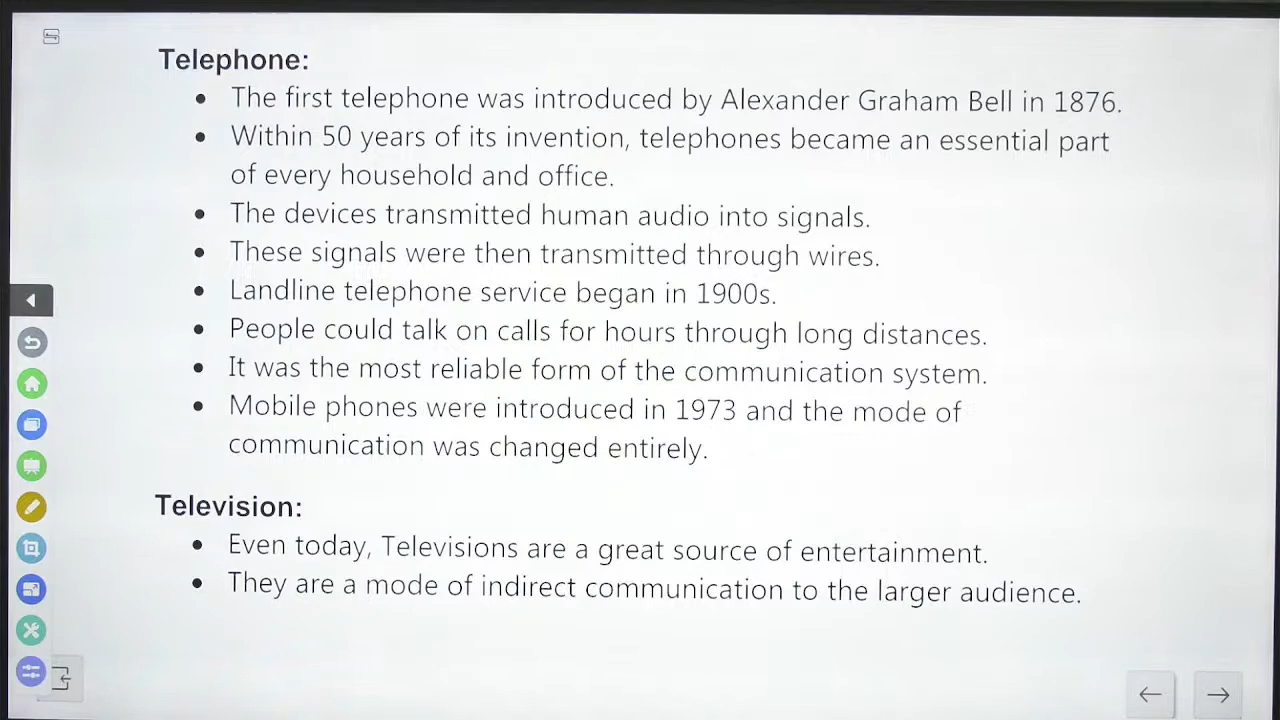 Telephone:
• The first telephone was introduced by Alexander Graham Bell in 1876.
• Within 50 years of its invention, telephones became an essential part
of every household and office.
• The devices transmitted human audio into signals.
• These signals were then transmitted through wires.
• Landline telephone service began in 1900s.
• People could talk on calls for hours through long distances.
• It was the most reliable form of the communication system.
• Mobile phones were introduced in 1973 and the mode of
communication was changed entirely.
Television:
• Even today, Televisions are a great source of entertainment.
• They are a mode of indirect communication to the larger audience.